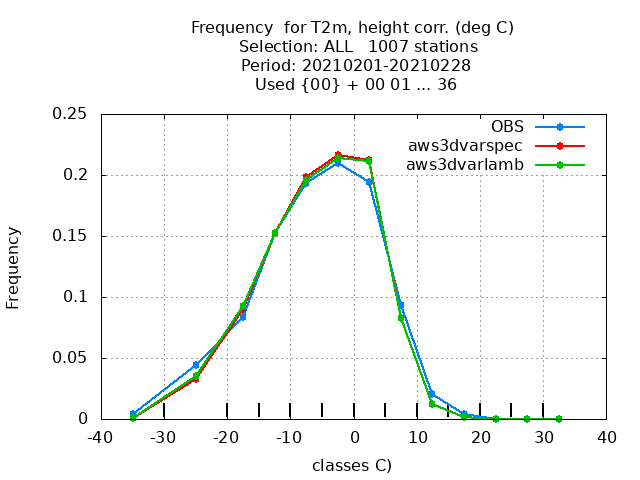 Frequency  for T2m, height corr. (deg C)
Selection: ALL   1007 stations
Period: 20210201-20210228
Used {00} + 00 01 ... 36
OBS
aws3dvarspec
aws3dvarlamb
Frequency
0.25
0.2
0.15
0.1
0.05
0
-40 -30 -20 -10 0 10 20 30 40
classes C)